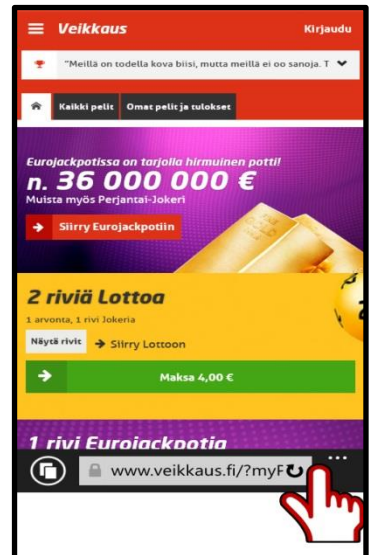 Veikkaus
Kirjaudu
"Meillä on todella kova biisi, mutta meillä ei oo sanoja. T
Kaikki pelit
Omat pelit ja tulokset
Eurojackpotissa on tarjolla hirmuinen potti!
n. 36 000 000 €
Muista myös Perjantai-Jokeri
Siirry Eurojackpotiin
2 riviä Lottoa
1 arvonta, 1 rivi Jokeria
Näytä rivit
Siirry Lottoon
Maksa 4,00 €
1 rivi Eurojackpotia
www.veikkaus.fi/?myF